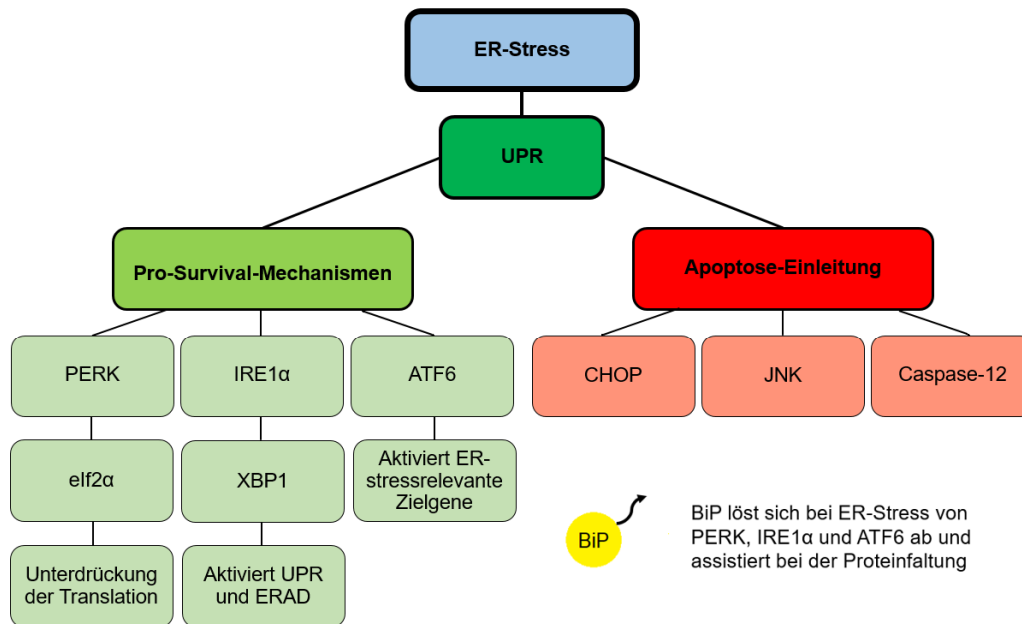 ER-Stress
UPR
Pro-Survival-Mechanismen
Apoptose-Einleitung
PERK
IRE1α
ATF6
CHOP
JNK
Caspase-12
eIf2α
XBP1
Aktiviert ER-
stressrelevante
Zielgene
Unterdrückung
der Translation
Aktiviert UPR
und ERAD
BiP
BiP löst sich bei ER-Stress von
PERK, IRE1α und ATF6 ab und
assistiert bei der Proteinfaltung